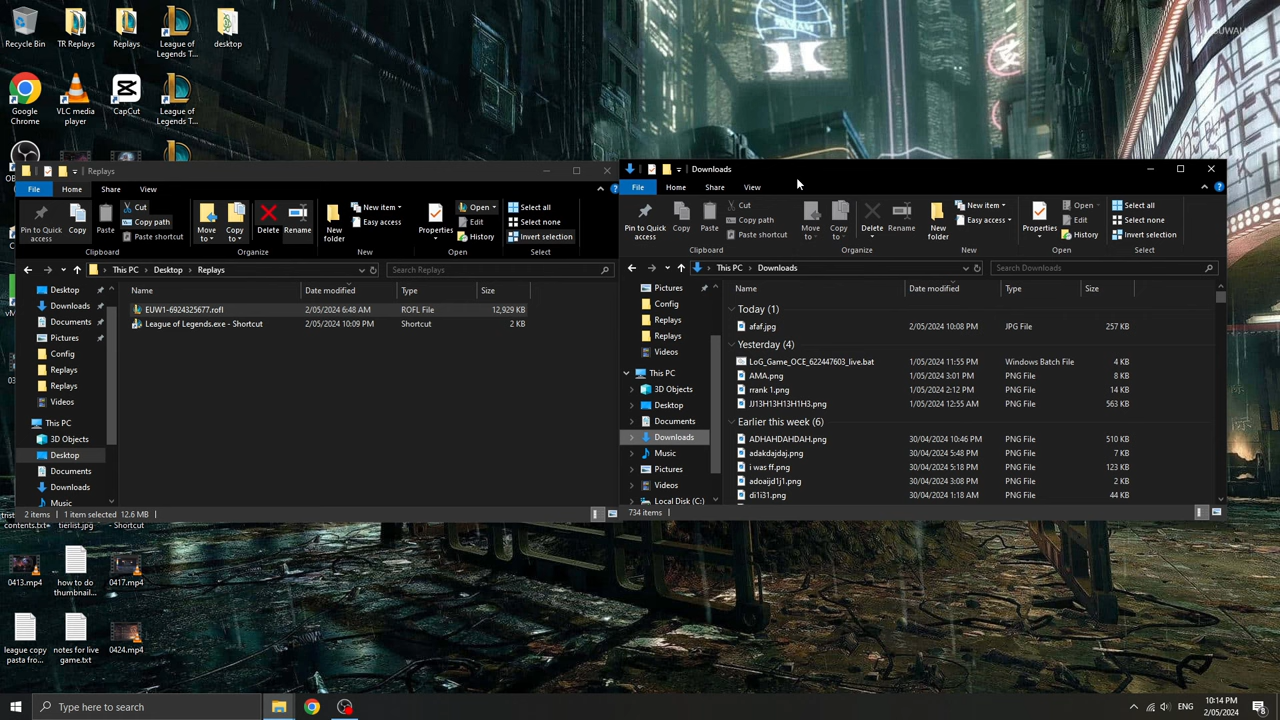 Recycle Bin
TR Replays
Replays
League of
Legends T...
desktop
Google
Chrome
VLC media
player
CapCut
League of
Legends T...
Replays
File
Home
Share
View
Pin to Quick
access
Copy
Paste
Cut
Copy path
Paste shortcut
Clipboard
Move
to
Copy
to
Delete
Rename
Organize
New
folder
New item
Easy access
New
Properties
Open
Edit
History
Open
Select all
Select none
Invert selection
Select
This PC
Desktop
Replays
Search Replays
Name
Date modified
Type
Size
EUW1-6924325677.rofl
2/05/2024 6:48 AM
ROFL File
12,929 KB
League of Legends.exe - Shortcut
2/05/2024 10:09 PM
Shortcut
2 KB
Desktop
Downloads
Documents
Pictures
Config
Replays
Replays
Videos
This PC
3D Objects
Desktop
Documents
Downloads
Music
2 items
1 item selected 12.6 MB
Downloads
File
Home
Share
View
Pin to Quick
access
Copy
Paste
Cut
Copy path
Paste shortcut
Clipboard
Move
to
Copy
to
Delete
Rename
Organize
New
folder
New item
Easy access
New
Properties
Open
Edit
History
Open
Select all
Select none
Invert selection
Select
This PC
Downloads
Search Downloads
Name
Date modified
Type
Size
Today (1)
afaf.jpg
2/05/2024 10:08 PM
JPG File
257 KB
Yesterday (4)
LoG_Game_OCE_622447603_live.bat
1/05/2024 11:55 PM
Windows Batch File
4 KB
AMA.png
1/05/2024 3:01 PM
PNG File
8 KB
rrank 1.png
1/05/2024 2:12 PM
PNG File
14 KB
JJ13H13H13H1H3.png
1/05/2024 12:55 AM
PNG File
563 KB
Earlier this week (6)
ADHAHDAHDAH.png
30/04/2024 10:46 PM
PNG File
510 KB
adakdajdaj.png
30/04/2024 5:48 PM
PNG File
7 KB
i was ff.png
30/04/2024 5:18 PM
PNG File
123 KB
adoaijd1j1.png
30/04/2024 3:08 PM
PNG File
2 KB
di1i31.png
30/04/2024 1:18 AM
PNG File
44 KB
Pictures
Config
Replays
Replays
Videos
This PC
3D Objects
Desktop
Documents
Downloads
Music
Pictures
Videos
Local Disk (C:)
734 items
contents.txt
tierlist.jpg
- Shortcut
0413.mp4
how to do
thumbnail...
0417.mp4
league copy
pasta fro...
notes for live
game.txt
0424.mp4
Type here to search
ENG
10:14 PM
2/05/2024
8